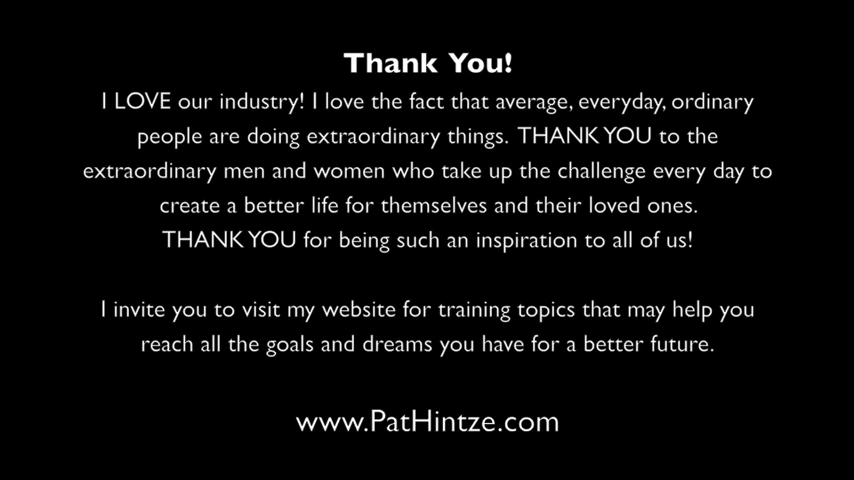 Thank You!
I LOVE our industry! I love the fact that average, everyday, ordinary
people are doing extraordinary things. THANK YOU to the
extraordinary men and women who take up the challenge every day to
create a better life for themselves and their loved ones.
THANK YOU for being such an inspiration to all of us!
I invite you to visit my website for training topics that may help you
reach all the goals and dreams you have for a better future.
www.PatHintze.com